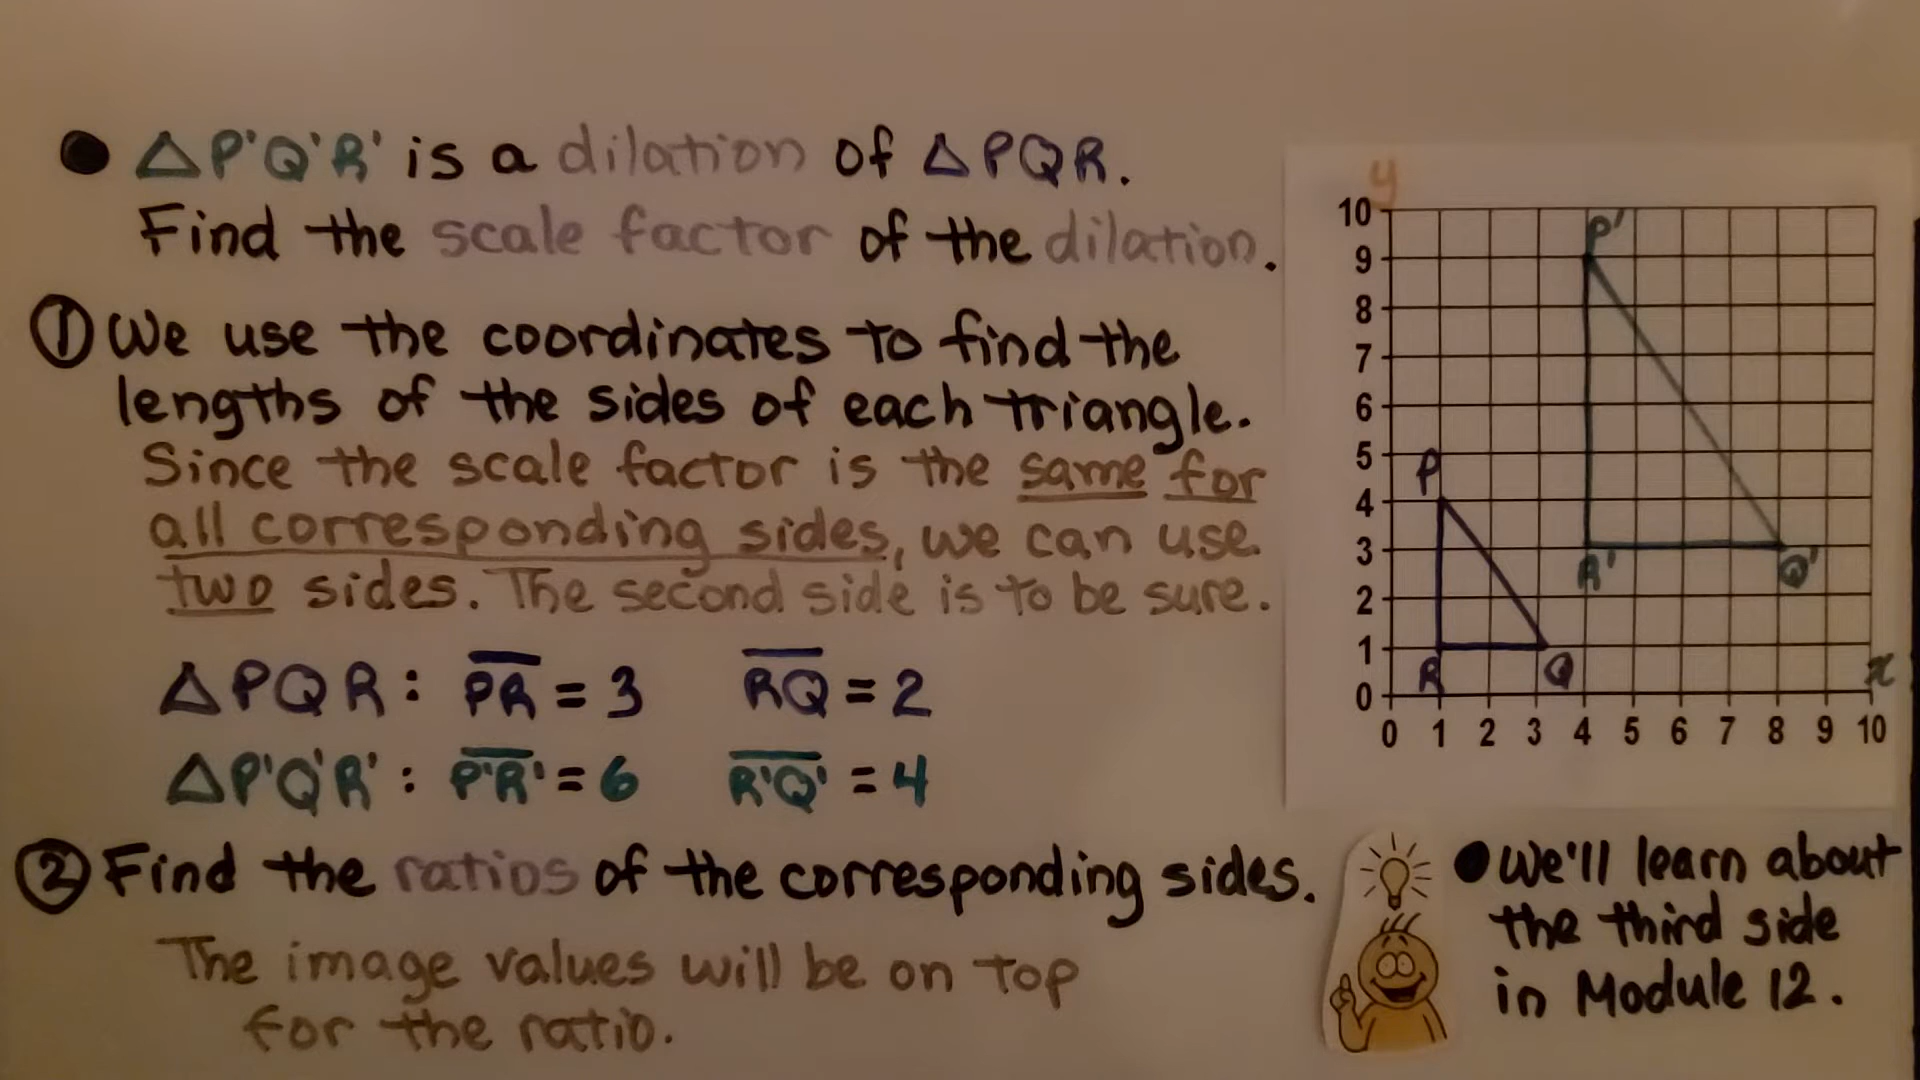 ● △P'Q'R' is a dilation of △PQR.
Find the scale factor of the dilation.
① We use the coordinates to find the
lengths of the sides of each triangle.
Since the scale factor is the same for
all corresponding sides, we can use
two sides. The second side is to be sure.
△PQR: P̅R̅ = 3 R̅Q̅ = 2
△P'Q'R': P̅'̅R̅'̅ = 6 R̅'̅Q̅'̅ = 4
② Find the ratios of the corresponding sides.
The image values will be on top
for the ratio.
y
10
9
8
7
6
5
4
3
2
1
0
0 1 2 3 4 5 6 7 8 9 10
x
P'
R' Q'
P
R Q
● We'll learn about
the third side
in Module 12.